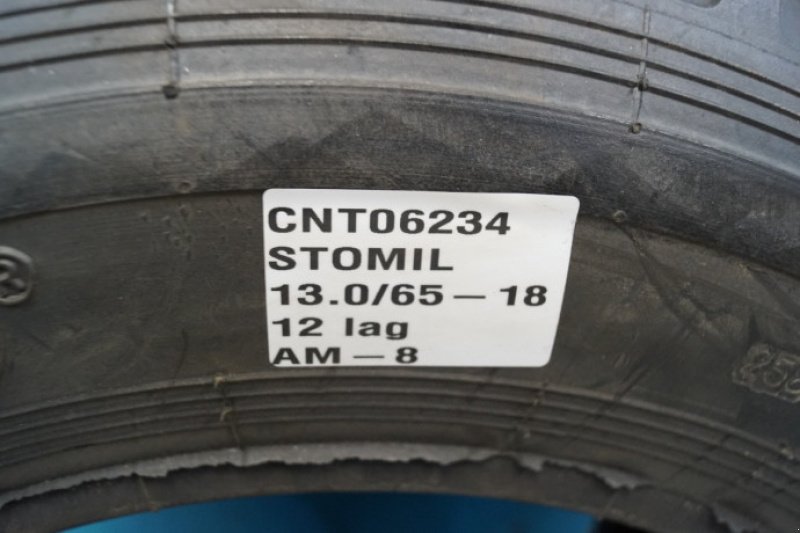 CNT06234
STOMIL
13.0/65 – 18
12 lag
AM – 8